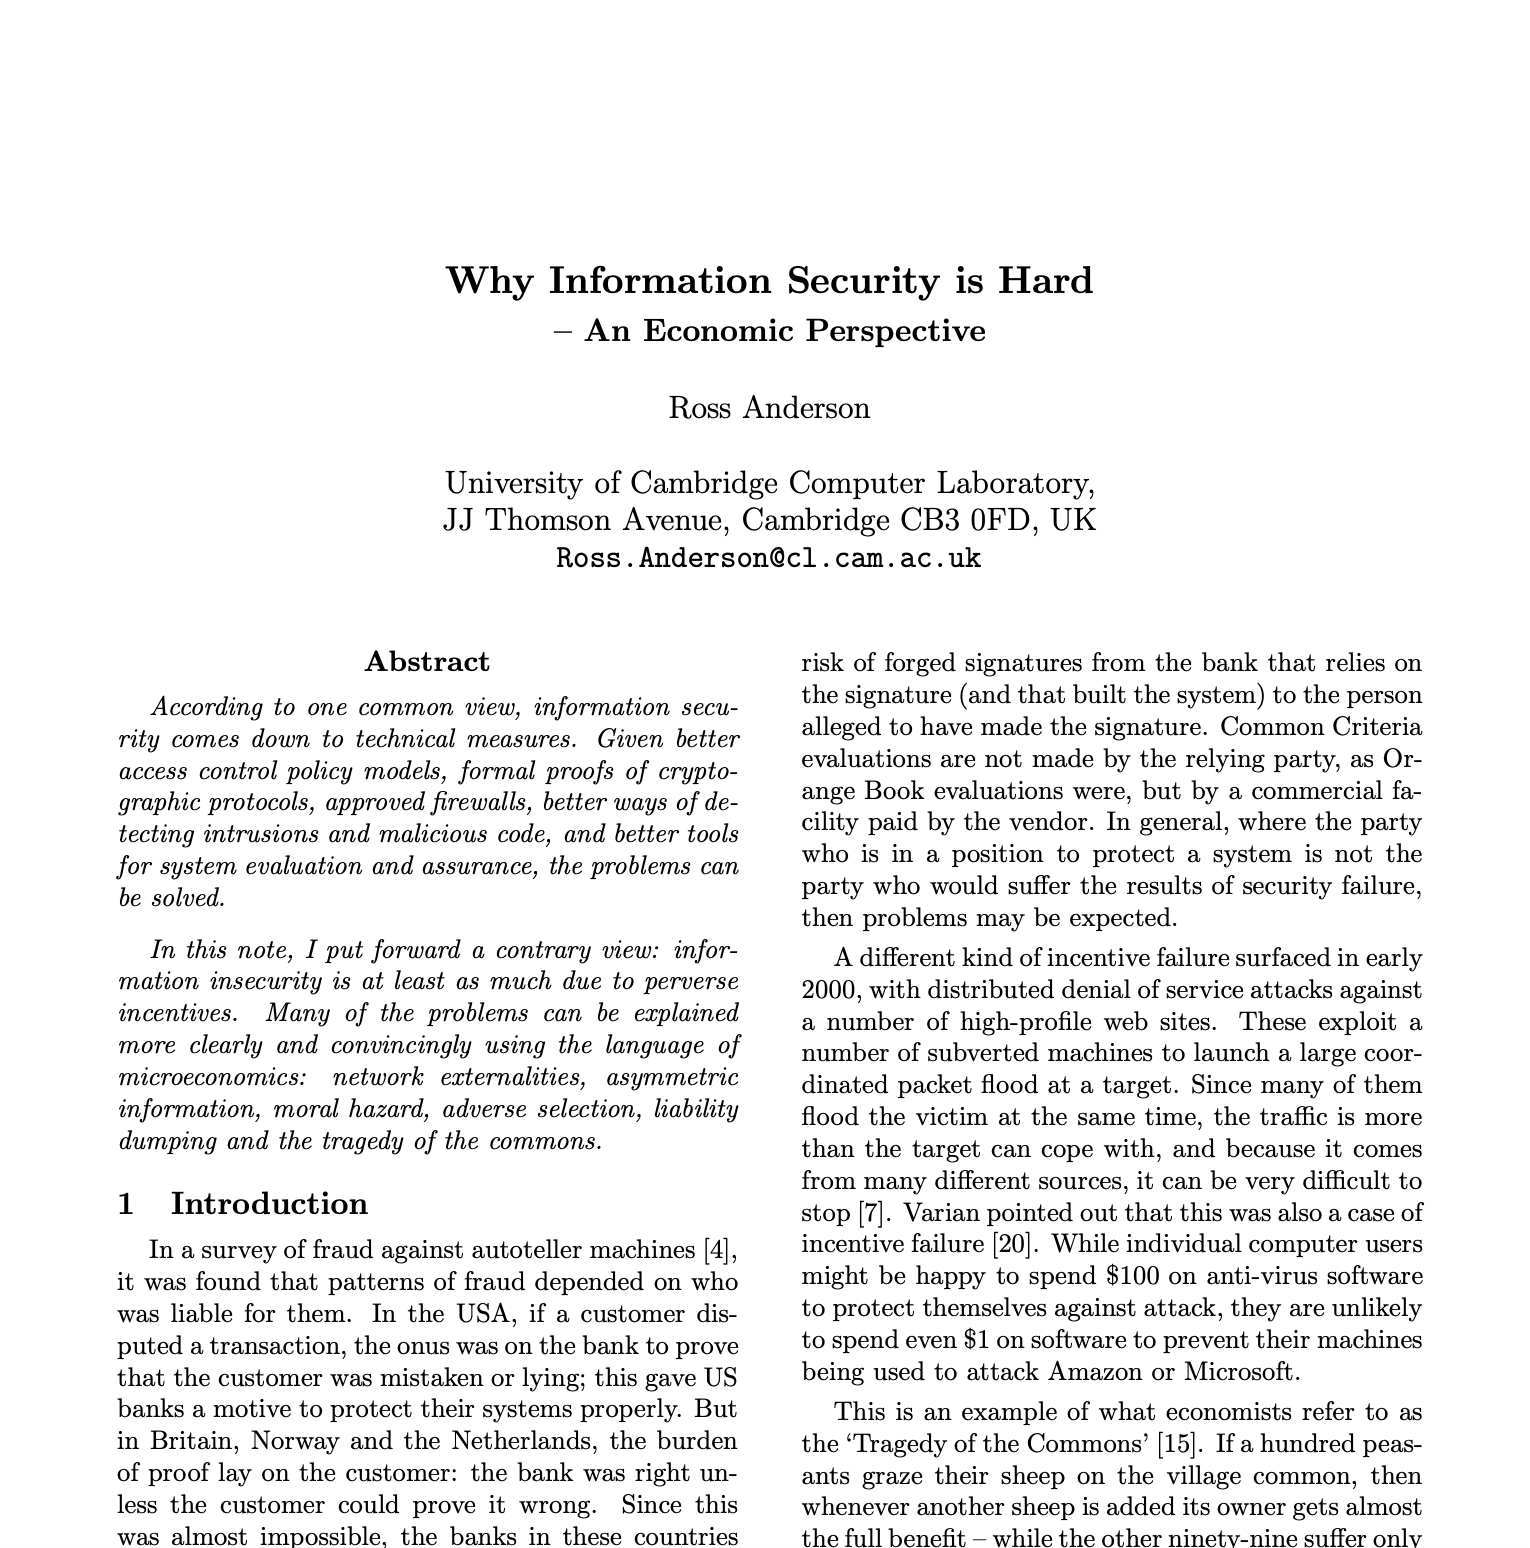 Why Information Security is Hard
– An Economic Perspective
Ross Anderson
University of Cambridge Computer Laboratory,
JJ Thomson Avenue, Cambridge CB3 0FD, UK
Ross.Anderson@cl.cam.ac.uk
Abstract
According to one common view, information secu-
rity comes down to technical measures. Given better
access control policy models, formal proofs of crypto-
graphic protocols, approved firewalls, better ways of de-
tecting intrusions and malicious code, and better tools
for system evaluation and assurance, the problems can
be solved.
In this note, I put forward a contrary view: infor-
mation insecurity is at least as much due to perverse
incentives. Many of the problems can be explained
more clearly and convincingly using the language of
microeconomics: network externalities, asymmetric
information, moral hazard, adverse selection, liability
dumping and the tragedy of the commons.
1 Introduction
In a survey of fraud against autoteller machines [4],
it was found that patterns of fraud depended on who
was liable for them. In the USA, if a customer dis-
puted a transaction, the onus was on the bank to prove
that the customer was mistaken or lying; this gave US
banks a motive to protect their systems properly. But
in Britain, Norway and the Netherlands, the burden
of proof lay on the customer: the bank was right un-
less the customer could prove it wrong. Since this
was almost impossible, the banks in these countries
risk of forged signatures from the bank that relies on
the signature (and that built the system) to the person
alleged to have made the signature. Common Criteria
evaluations are not made by the relying party, as Or-
ange Book evaluations were, but by a commercial fa-
cility paid by the vendor. In general, where the party
who is in a position to protect a system is not the
party who would suffer the results of security failure,
then problems may be expected.
A different kind of incentive failure surfaced in early
2000, with distributed denial of service attacks against
a number of high-profile web sites. These exploit a
number of subverted machines to launch a large coor-
dinated packet flood at a target. Since many of them
flood the victim at the same time, the traffic is more
than the target can cope with, and because it comes
from many different sources, it can be very difficult to
stop [7]. Varian pointed out that this was also a case of
incentive failure [20]. While individual computer users
might be happy to spend $100 on anti-virus software
to protect themselves against attack, they are unlikely
to spend even $1 on software to prevent their machines
being used to attack Amazon or Microsoft.
This is an example of what economists refer to as
the ‘Tragedy of the Commons’ [15]. If a hundred peas-
ants graze their sheep on the village common, then
whenever another sheep is added its owner gets almost
the full benefit – while the other ninety-nine suffer only